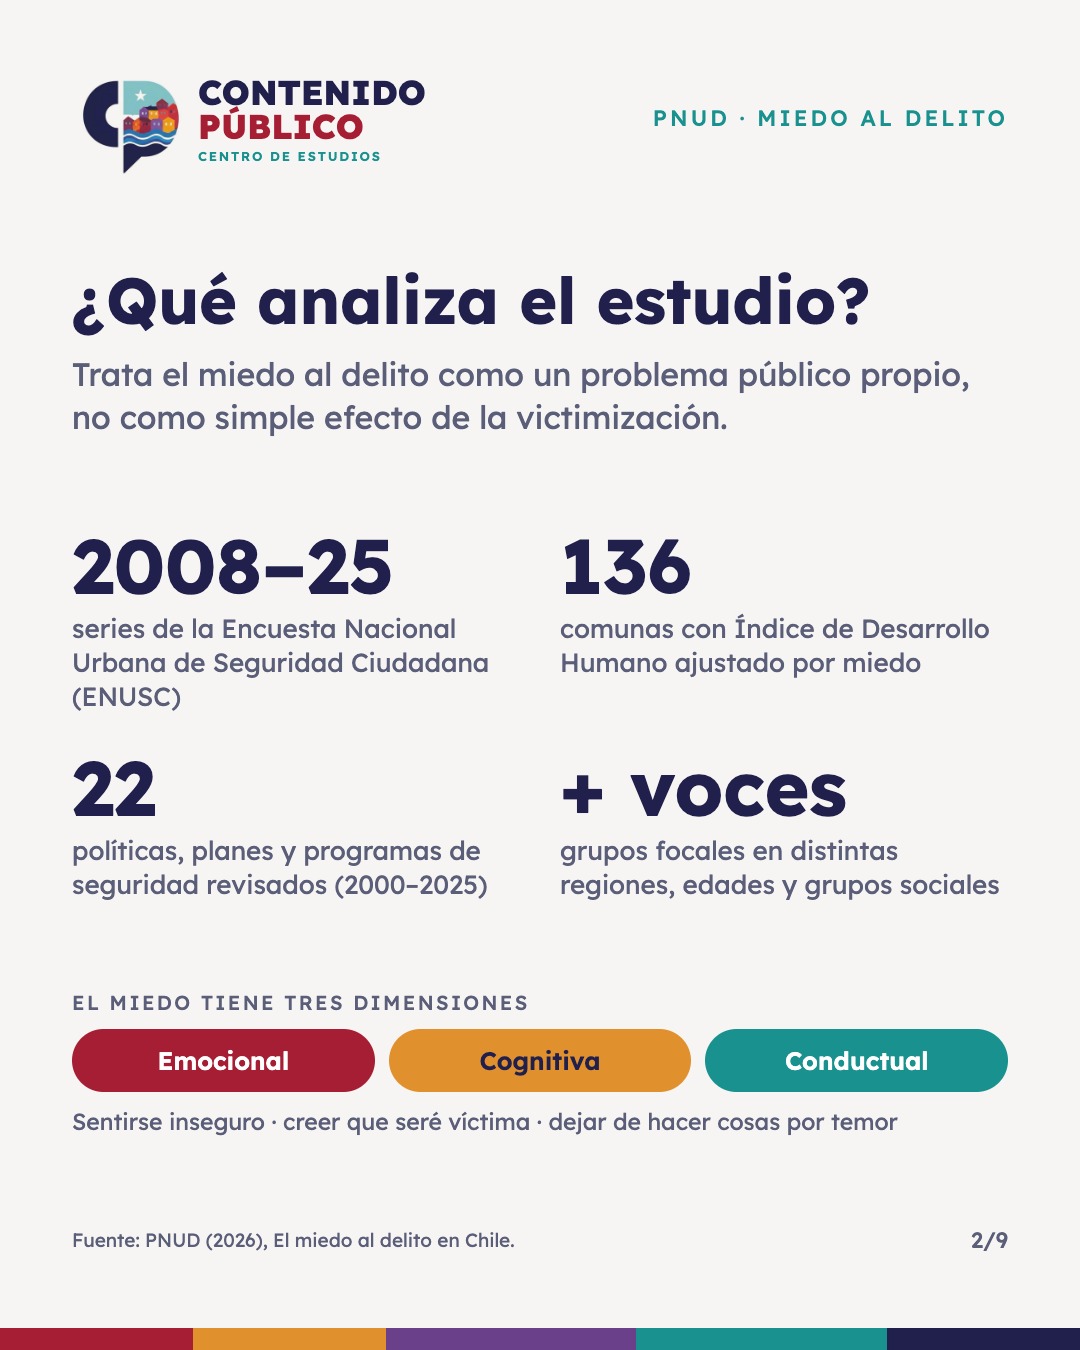 CONTENIDO
PÚBLICO
CENTRO DE ESTUDIOS
PNUD · MIEDO AL DELITO
¿Qué analiza el estudio?
Trata el miedo al delito como un problema público propio,
no como simple efecto de la victimización.
2008–25
series de la Encuesta Nacional
Urbana de Seguridad Ciudadana
(ENUSC)
136
comunas con Índice de Desarrollo
Humano ajustado por miedo
22
políticas, planes y programas de
seguridad revisados (2000–2025)
+ voces
grupos focales en distintas
regiones, edades y grupos sociales
EL MIEDO TIENE TRES DIMENSIONES
Emocional
Cognitiva
Conductual
Sentirse inseguro · creer que seré víctima · dejar de hacer cosas por temor
Fuente: PNUD (2026), El miedo al delito en Chile.
2/9